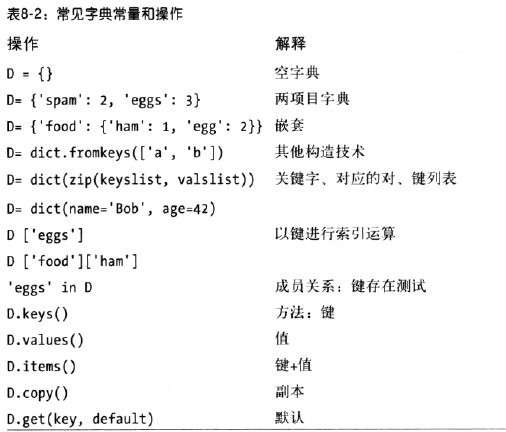 表8-2：常见字典常量和操作
操作 解释
D = {} 空字典
D= {'spam': 2, 'eggs': 3} 两项目字典
D= {'food': {'ham': 1, 'egg': 2}} 嵌套
D= dict.fromkeys(['a', 'b']) 其他构造技术
D= dict(zip(keyslist, valslist)) 关键字、对应的对、键列表
D= dict(name='Bob', age=42)
D ['eggs'] 以键进行索引运算
D ['food']['ham']
'eggs' in D 成员关系：键存在测试
D.keys() 方法：键
D.values() 值
D.items() 键+值
D.copy() 副本
D.get(key, default) 默认